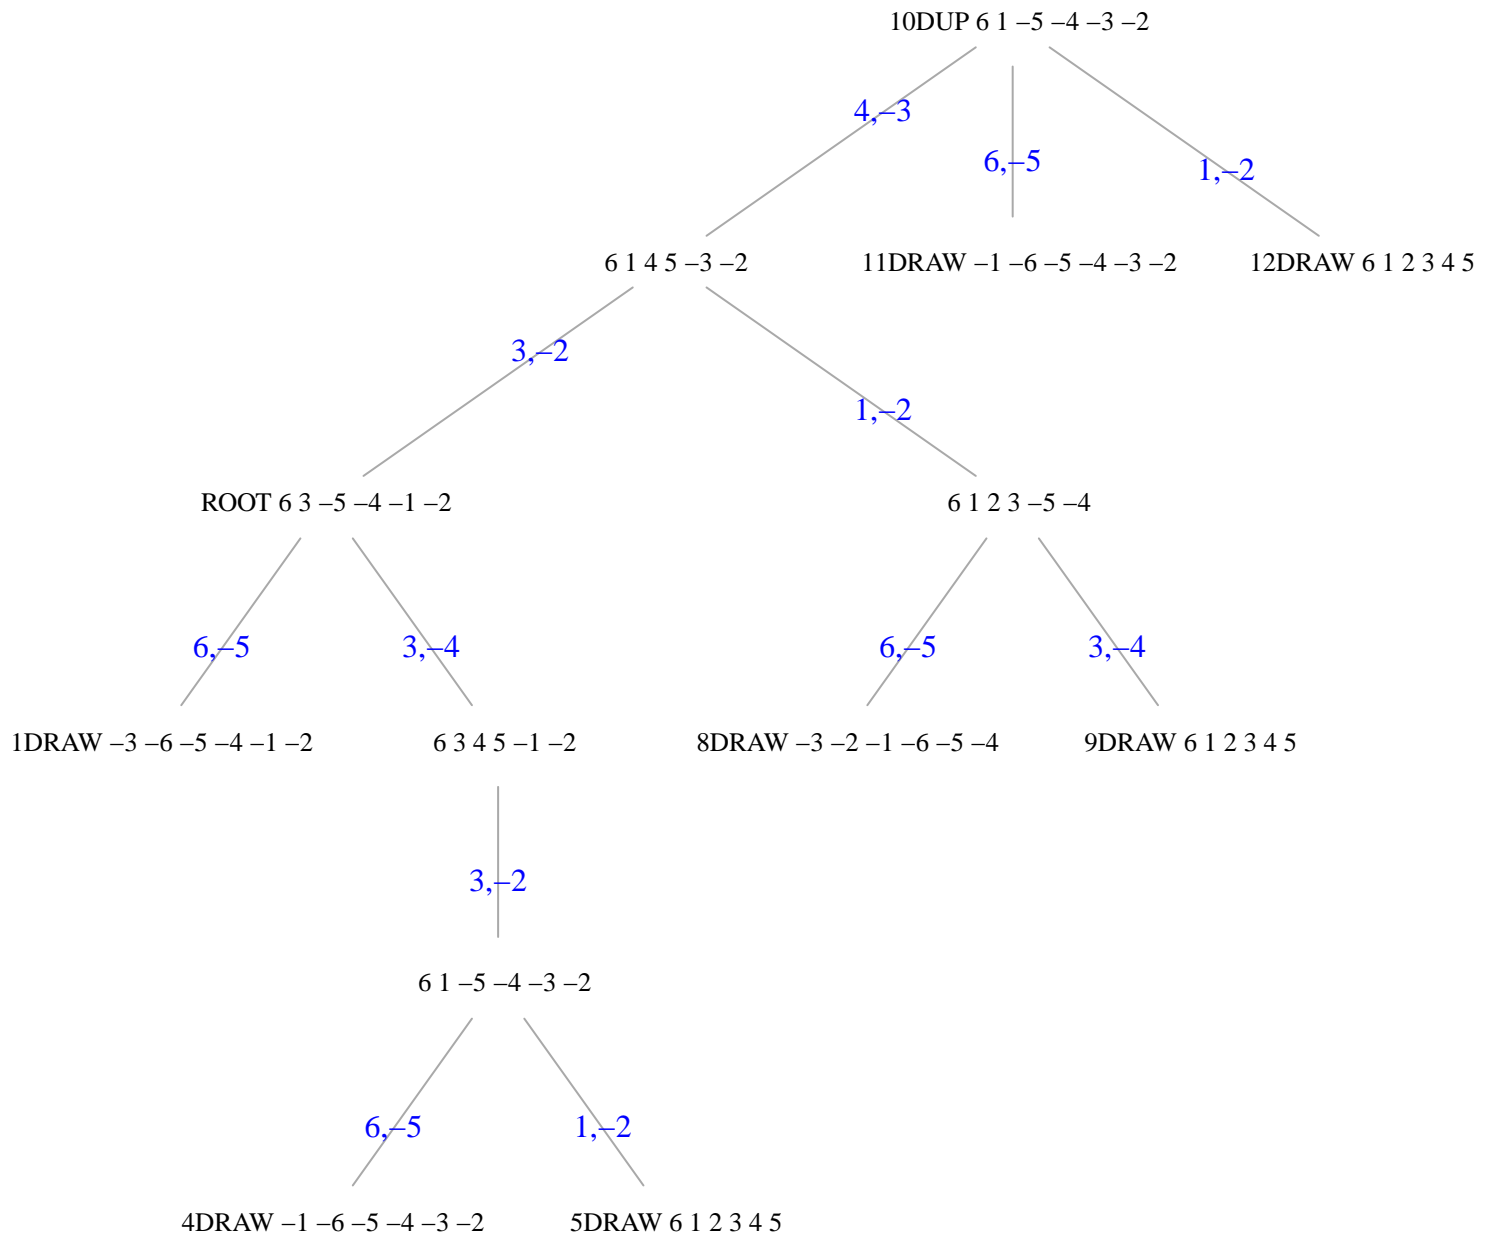 10DUP 6 1 –5 –4 –3 –2
4,–3
6,–5
1,–2
6 1 4 5 –3 –2
11DRAW –1 –6 –5 –4 –3 –2
12DRAW 6 1 2 3 4 5
3,–2
1,–2
ROOT 6 3 –5 –4 –1 –2
6 1 2 3 –5 –4
6,–5
3,–4
6,–5
3,–4
1DRAW –3 –6 –5 –4 –1 –2
6 3 4 5 –1 –2
8DRAW –3 –2 –1 –6 –5 –4
9DRAW 6 1 2 3 4 5
3,–2
6 1 –5 –4 –3 –2
6,–5
1,–2
4DRAW –1 –6 –5 –4 –3 –2
5DRAW 6 1 2 3 4 5